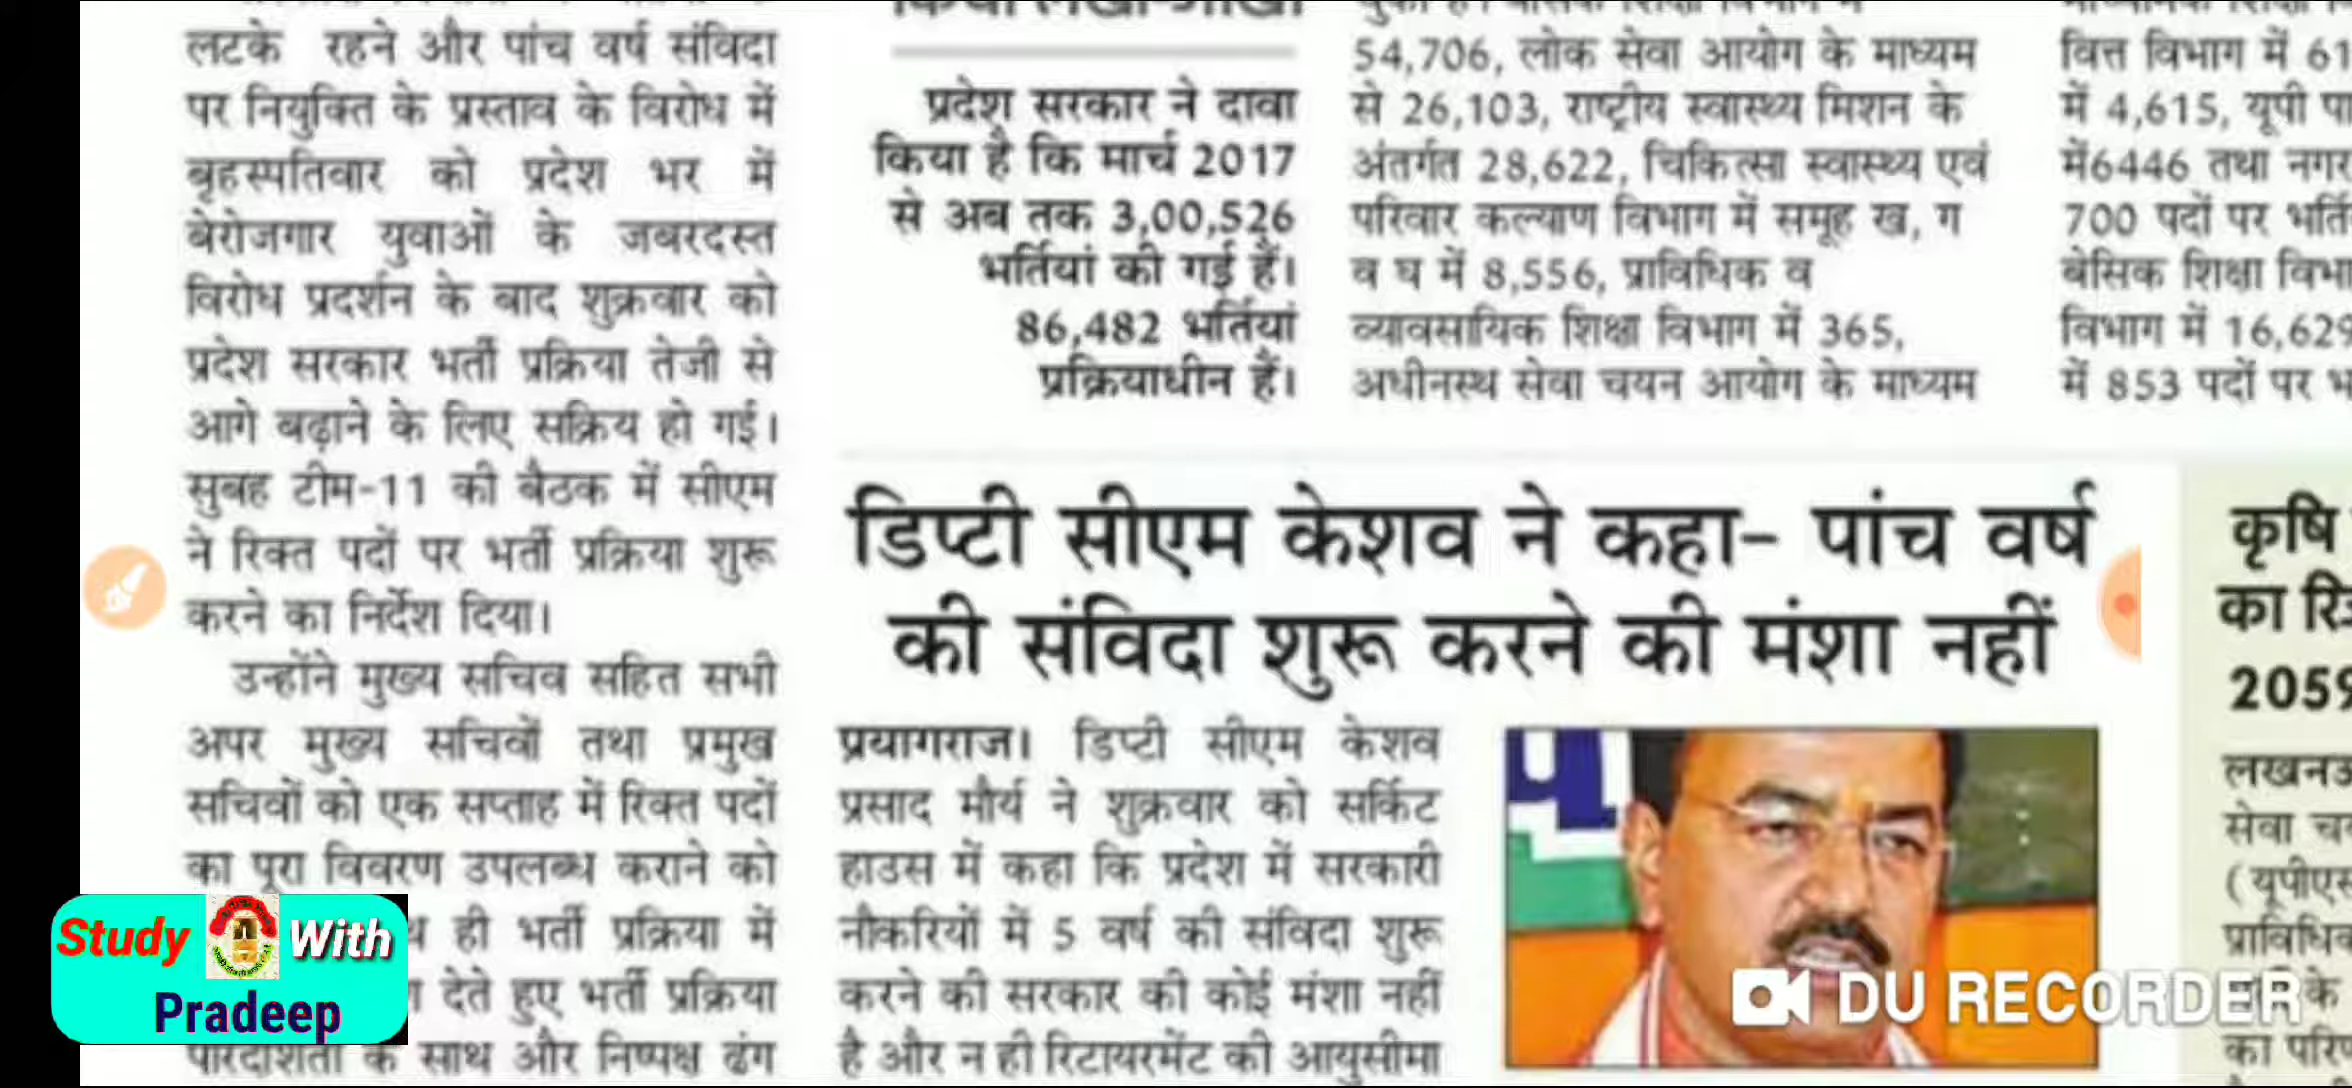 लटके रहने और पांच वर्ष संविदा
पर नियुक्ति के प्रस्ताव के विरोध में
बृहस्पतिवार को प्रदेश भर में
बेरोजगार युवाओं के जबरदस्त
विरोध प्रदर्शन के बाद शुक्रवार को
प्रदेश सरकार भर्ती प्रक्रिया तेजी से
आगे बढ़ाने के लिए सक्रिय हो गई।
सुबह टीम-11 की बैठक में सीएम
ने रिक्त पदों पर भर्ती प्रक्रिया शुरू
करने का निर्देश दिया।
उन्होंने मुख्य सचिव सहित सभी
अपर मुख्य सचिवों तथा प्रमुख
सचिवों को एक सप्ताह में रिक्त पदों
का पूरा विवरण उपलब्ध कराने को
ही भर्ती प्रक्रिया में
देते हुए भर्ती प्रक्रिया
पारदर्शिता के साथ और निष्पक्ष ढंग
प्रदेश सरकार ने दावा
किया है कि मार्च 2017
से अब तक 3,00,526
भर्तियां की गई हैं।
86,482 भर्तियां
प्रक्रियाधीन हैं।
54,706, लोक सेवा आयोग के माध्यम
से 26,103, राष्ट्रीय स्वास्थ्य मिशन के
अंतर्गत 28,622, चिकित्सा स्वास्थ्य एवं
परिवार कल्याण विभाग में समूह ख, ग
व घ में 8,556, प्राविधिक व
व्यावसायिक शिक्षा विभाग में 365,
अधीनस्थ सेवा चयन आयोग के माध्यम
वित्त विभाग में 61
में 4,615, यूपी
में6446 तथा नगर
700 पदों पर
बेसिक शिक्षा
विभाग में 16,629
में 853 पदों पर
डिप्टी सीएम केशव ने कहा- पांच वर्ष
की संविदा शुरू करने की मंशा नहीं
प्रयागराज। डिप्टी सीएम केशव
प्रसाद मौर्य ने शुक्रवार को सर्किट
हाउस में कहा कि प्रदेश में सरकारी
नौकरियों में 5 वर्ष की संविदा शुरू
करने की सरकार की कोई मंशा नहीं
है और न ही रिटायरमेंट की आयुसीमा
कृषि
का
2059
सेवा
के
का
Study With
Pradeep
DU RECORDER